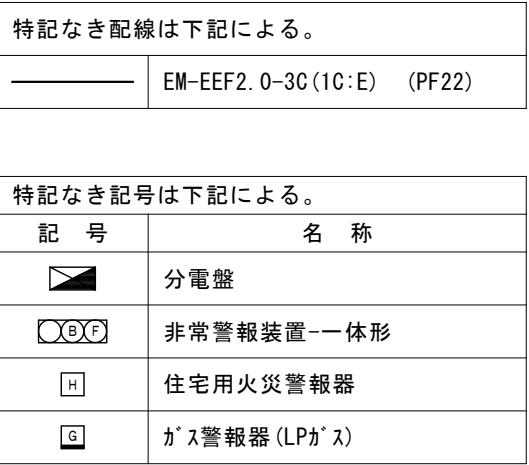 特記なき配線は下記による。
EM-EEF2.0-3C(1C:E) (PF22)
特記なき記号は下記による。
記 号 名 称
分電盤
B F 非常警報装置-一体形
H 住宅用火災警報器
G ガス警報器(LPガス)